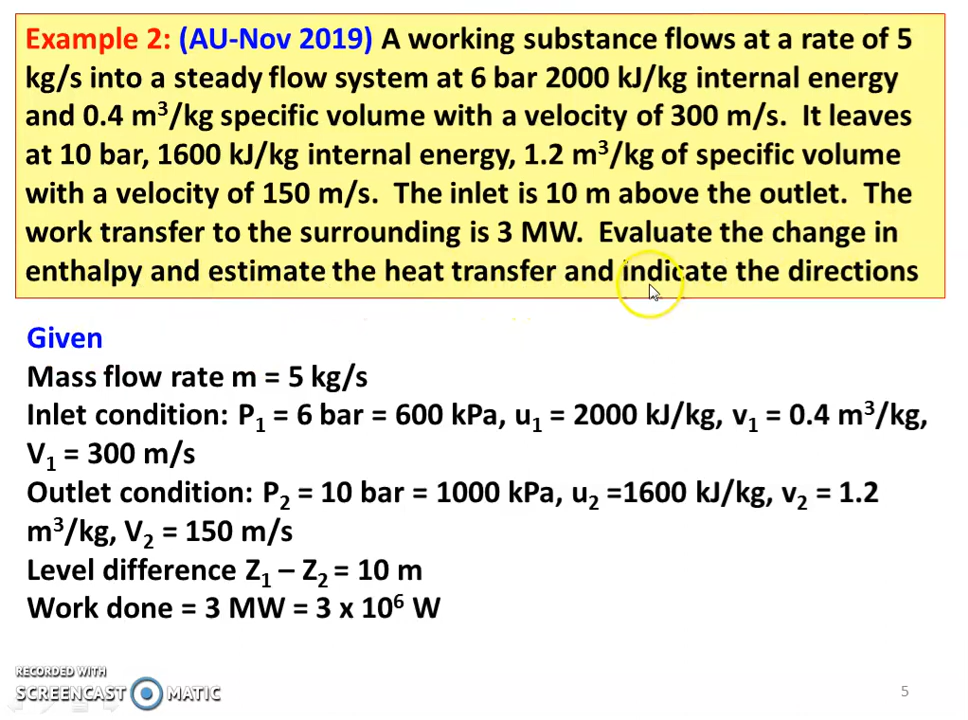 Example 2: (AU-Nov 2019) A working substance flows at a rate of 5
kg/s into a steady flow system at 6 bar 2000 kJ/kg internal energy
and 0.4 m³/kg specific volume with a velocity of 300 m/s. It leaves
at 10 bar, 1600 kJ/kg internal energy, 1.2 m³/kg of specific volume
with a velocity of 150 m/s. The inlet is 10 m above the outlet. The
work transfer to the surrounding is 3 MW. Evaluate the change in
enthalpy and estimate the heat transfer and indicate the directions
Given
Mass flow rate m = 5 kg/s
Inlet condition: P₁ = 6 bar = 600 kPa, u₁ = 2000 kJ/kg, v₁ = 0.4 m³/kg,
V₁ = 300 m/s
Outlet condition: P₂ = 10 bar = 1000 kPa, u₂ =1600 kJ/kg, v₂ = 1.2
m³/kg, V₂ = 150 m/s
Level difference Z₁ – Z₂ = 10 m
Work done = 3 MW = 3 x 10⁶ W
RECORDED WITH
SCREENCAST MATIC
5